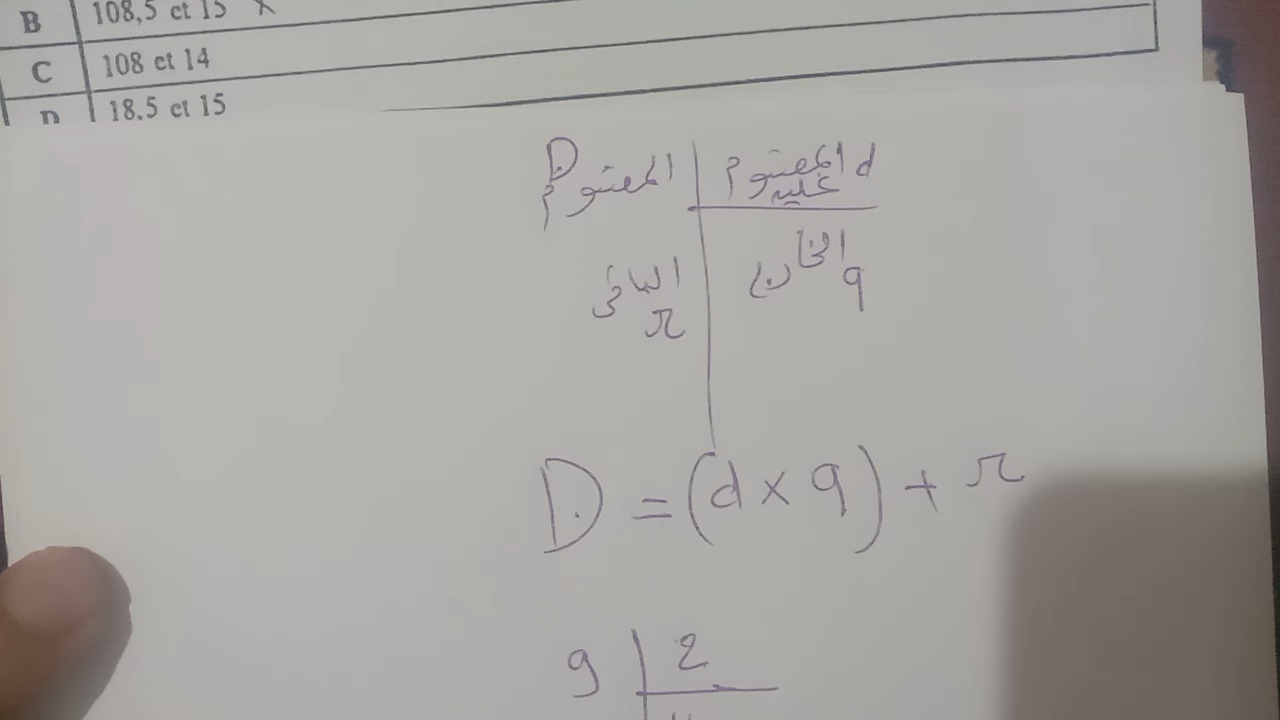 B 108,5 et 15 x
C 108 et 14
D 18.5 et 15
D d
المقسوم المقسوم
عليه
الباقي الخارج
r q
D = (d × q) + r
9 2